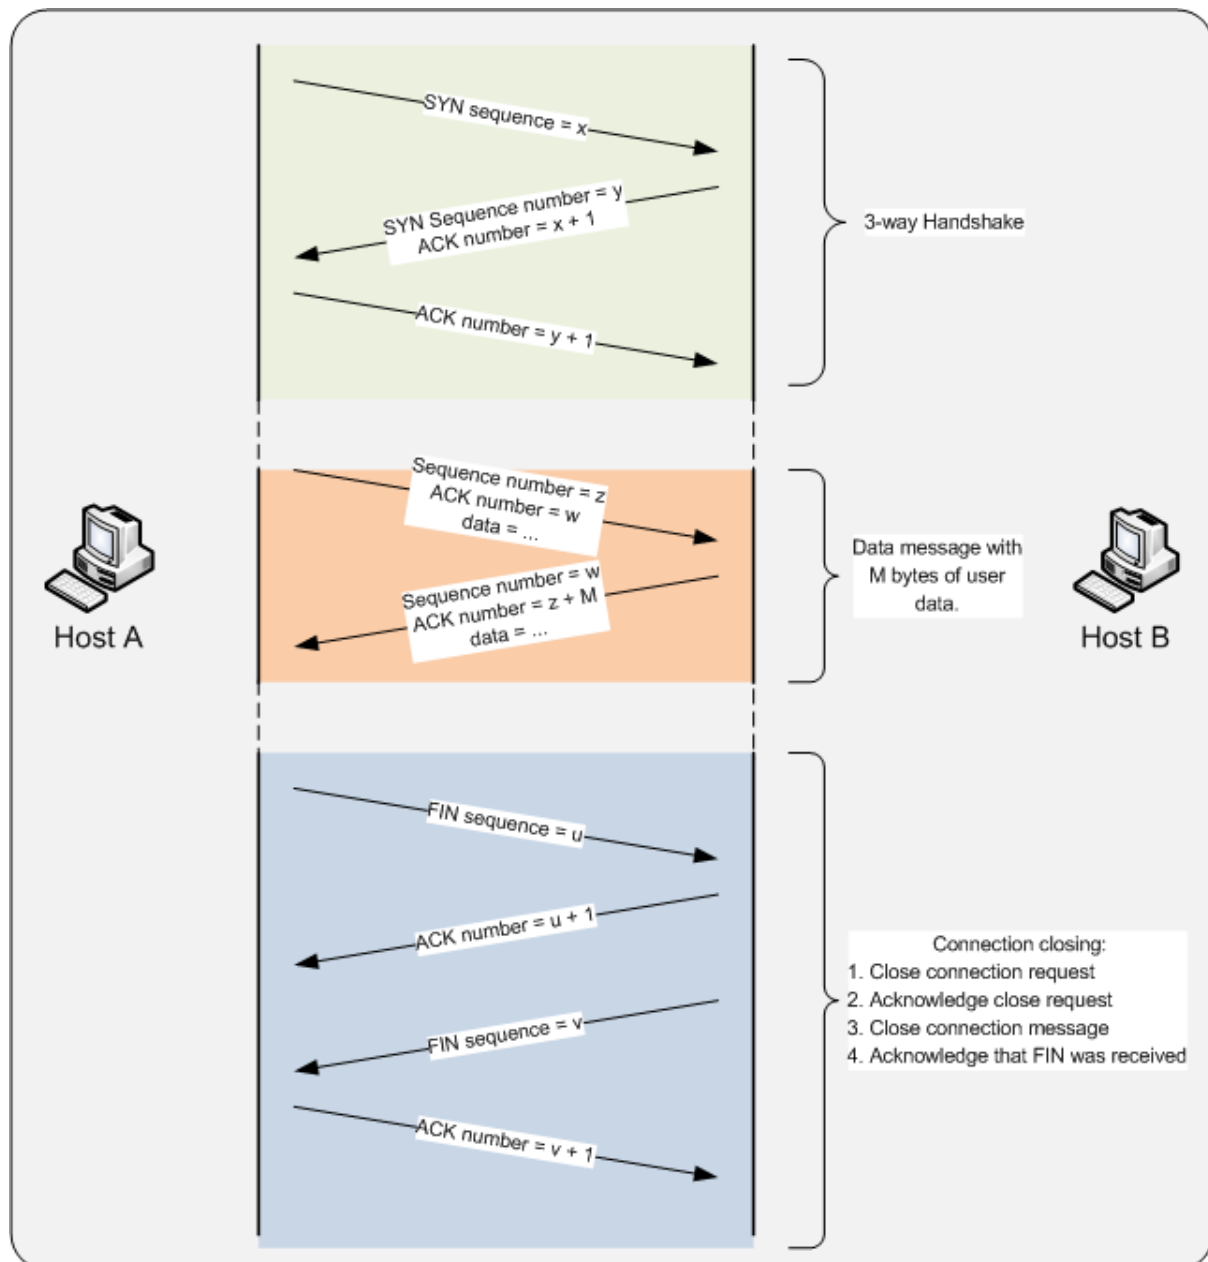 SYN sequence = x
SYN Sequence number = y
ACK number = x + 1
ACK number = y + 1
3-way Handshake
Sequence number = z
ACK number = w
data = ...
Sequence number = w
ACK number = z + M
data = ...
Data message with
M bytes of user
data.
Host A
Host B
FIN sequence = u
ACK number = u + 1
FIN sequence = v
ACK number = v + 1
Connection closing:
1. Close connection request
2. Acknowledge close request
3. Close connection message
4. Acknowledge that FIN was received